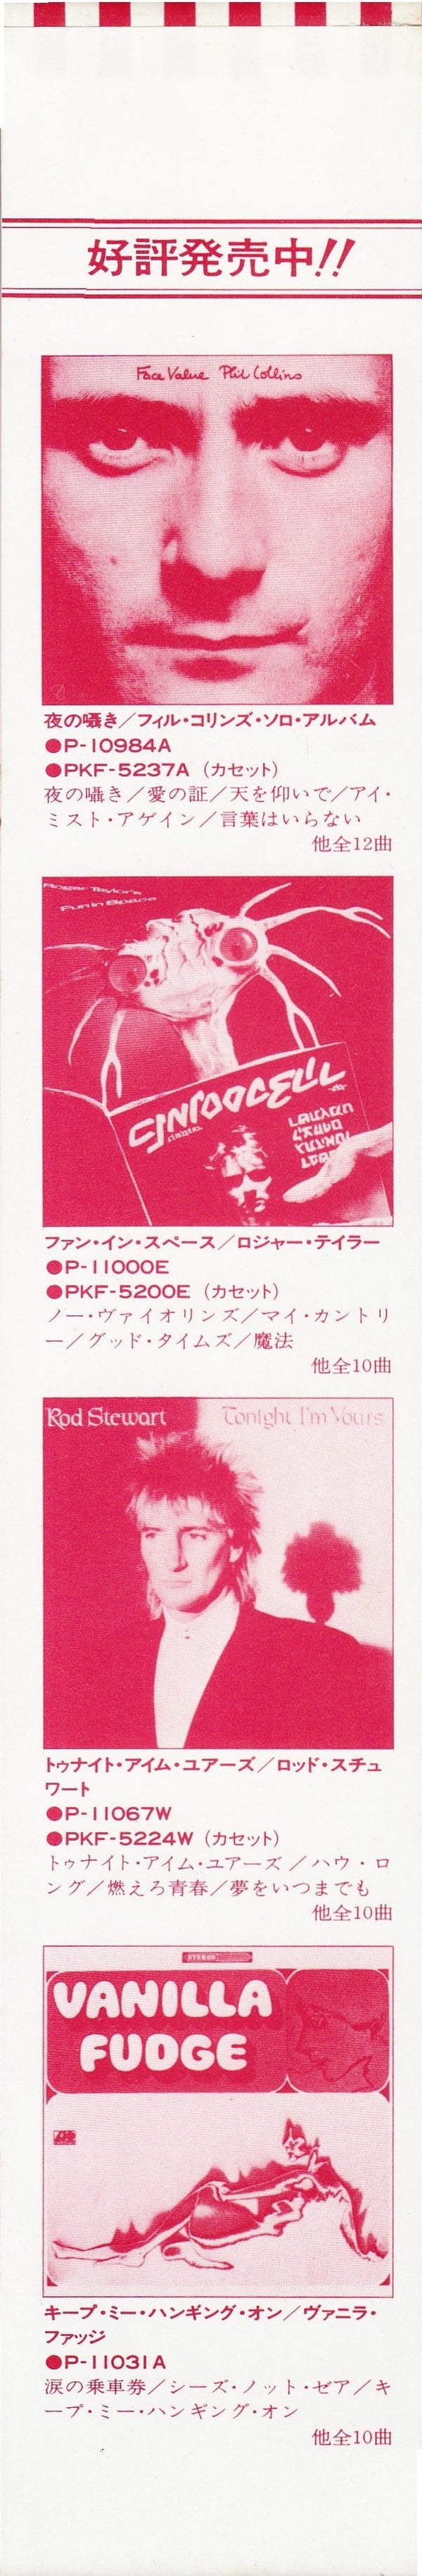 好評発売中!!
Face Value Phil Collins
夜の囁き／フィル・コリンズ・ソロ・アルバム
●P-10984A
●PKF-5237A（カセット）
夜の囁き／愛の証／天を仰いで／アイ・
ミスト・アゲイン／言葉はいらない
他全12曲
Roger Taylor's
Fun in Space
ファン・イン・スペース／ロジャー・テイラー
●P-11000E
●PKF-5200E（カセット）
ノー・ヴァイオリンズ／マイ・カントリ
ー／グッド・タイムズ／魔法
他全10曲
Rod Stewart Tonight I'm Yours
トゥナイト・アイム・ユアーズ／ロッド・スチュ
ワート
●P-11067W
●PKF-5224W（カセット）
トゥナイト・アイム・ユアーズ／ハウ・ロ
ング／燃えろ青春／夢をいつまでも
他全10曲
STEREO
VANILLA
FUDGE
キープ・ミー・ハンギング・オン／ヴァニラ・
ファッジ
●P-11031A
涙の乗車券／シーズ・ノット・ゼア／キ
ープ・ミー・ハンギング・オン
他全10曲